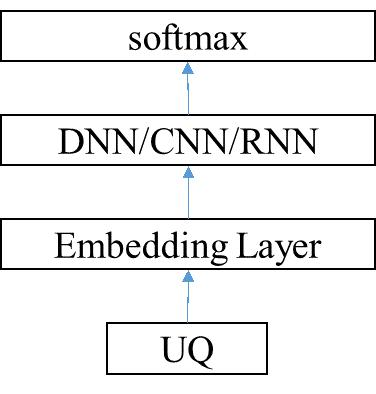 softmax
DNN/CNN/RNN
Embedding Layer
UQ